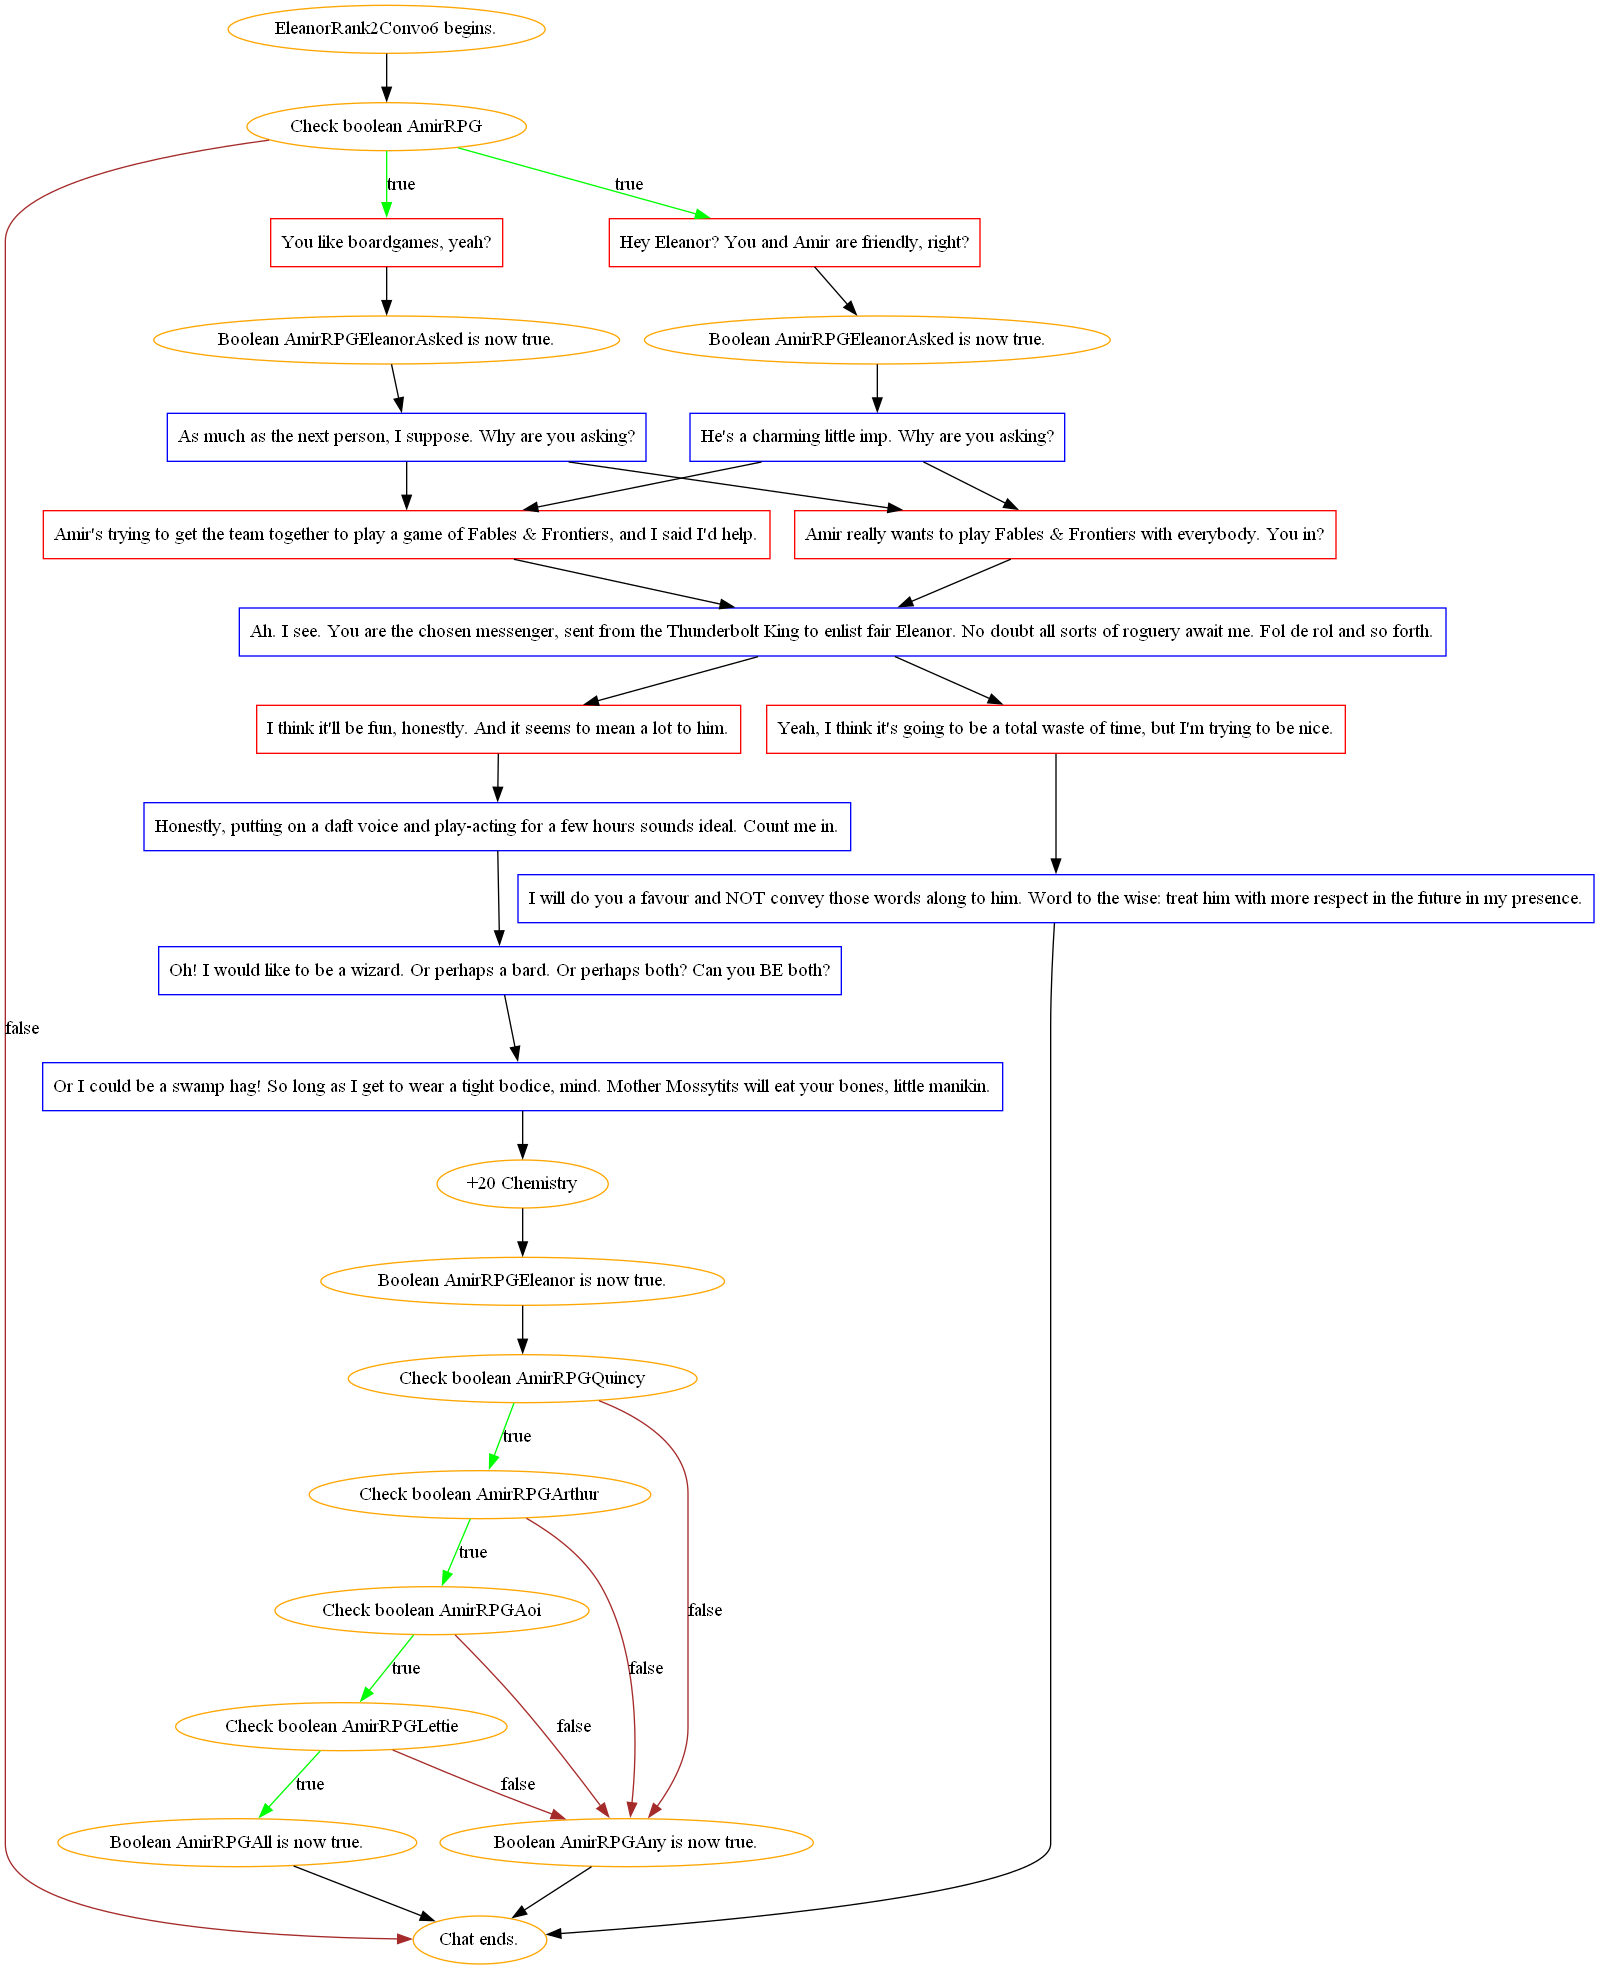 EleanorRank2Convo6 begins.
Check boolean AmirRPG
true
true
You like boardgames, yeah?
Hey Eleanor? You and Amir are friendly, right?
Boolean AmirRPGEleanorAsked is now true.
Boolean AmirRPGEleanorAsked is now true.
As much as the next person, I suppose. Why are you asking?
He's a charming little imp. Why are you asking?
Amir's trying to get the team together to play a game of Fables & Frontiers, and I said I'd help.
Amir really wants to play Fables & Frontiers with everybody. You in?
Ah. I see. You are the chosen messenger, sent from the Thunderbolt King to enlist fair Eleanor. No doubt all sorts of roguery await me. Fol de rol and so forth.
I think it'll be fun, honestly. And it seems to mean a lot to him.
Yeah, I think it's going to be a total waste of time, but I'm trying to be nice.
Honestly, putting on a daft voice and play-acting for a few hours sounds ideal. Count me in.
I will do you a favour and NOT convey those words along to him. Word to the wise: treat him with more respect in the future in my presence.
Oh! I would like to be a wizard. Or perhaps a bard. Or perhaps both? Can you BE both?
false
Or I could be a swamp hag! So long as I get to wear a tight bodice, mind. Mother Mossytits will eat your bones, little manikin.
+20 Chemistry
Boolean AmirRPGEleanor is now true.
Check boolean AmirRPGQuincy
true
Check boolean AmirRPGArthur
true
Check boolean AmirRPGAoi
false
true
false
Check boolean AmirRPGLettie
false
true
false
Boolean AmirRPGAll is now true.
Boolean AmirRPGAny is now true.
Chat ends.